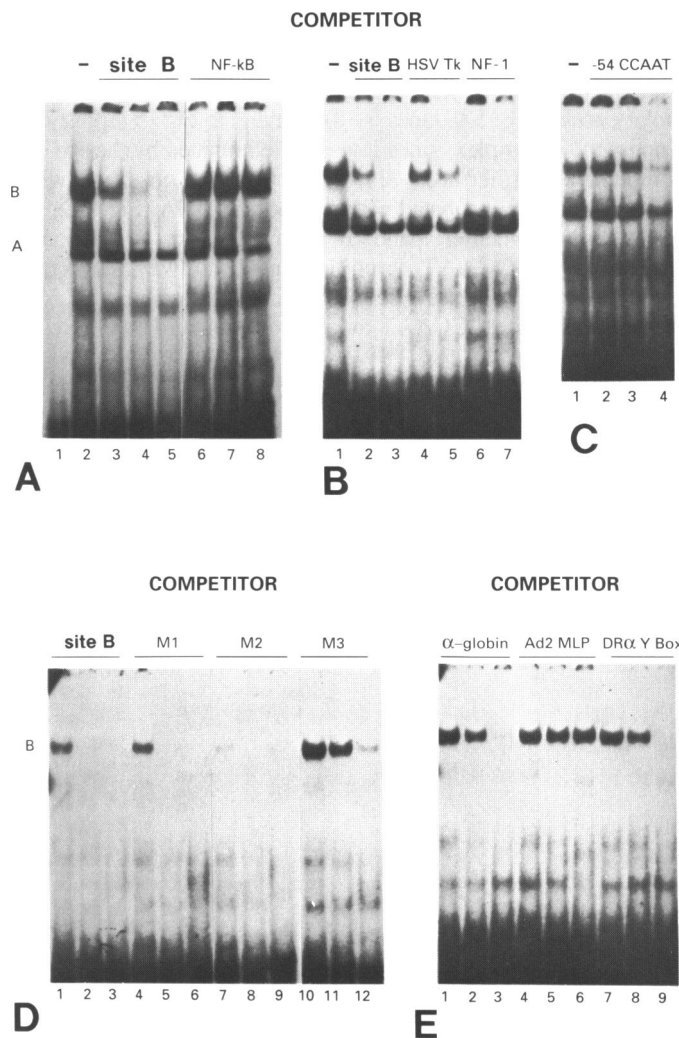 COMPETITOR
– site B NF-kB
B
A
1 2 3 4 5 6 7 8
A
– site B HSV Tk NF-1
1 2 3 4 5 6 7
B
– -54 CCAAT
1 2 3 4
C
COMPETITOR
site B M1 M2 M3
B
1 2 3 4 5 6 7 8 9 10 11 12
D
COMPETITOR
α-globin Ad2 MLP DRα Y Box
1 2 3 4 5 6 7 8 9
E